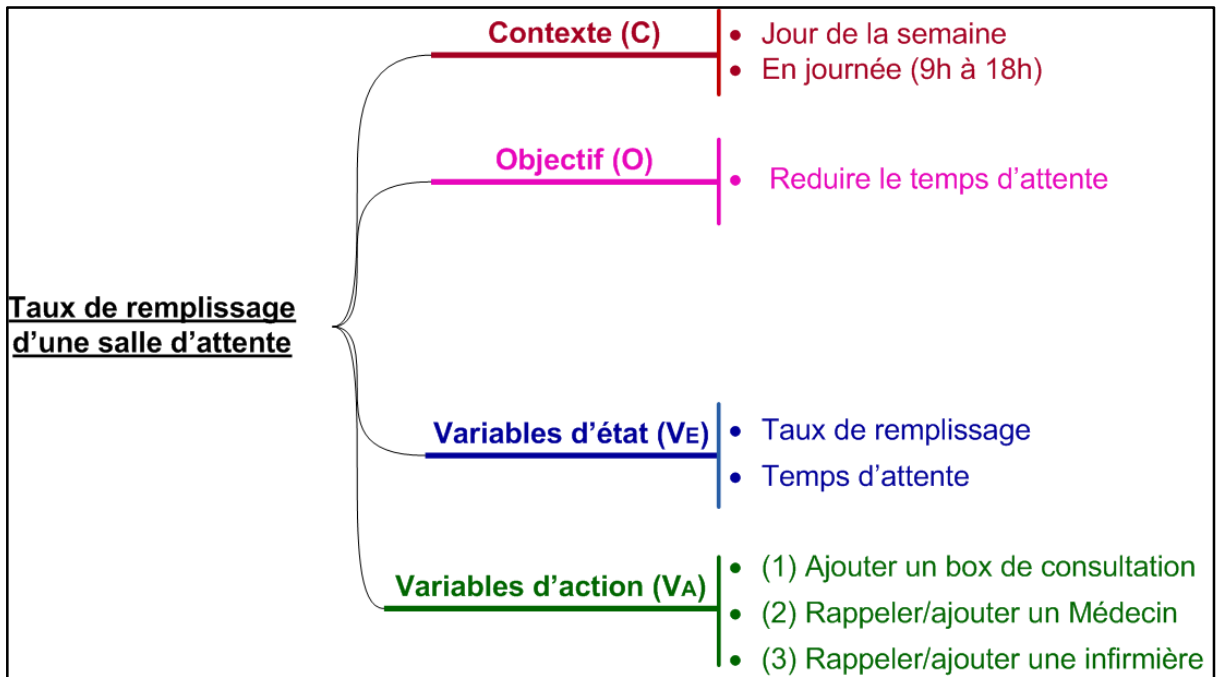 Contexte (C)
• Jour de la semaine
• En journée (9h à 18h)
Objectif (O)
• Reduire le temps d’attente
Taux de remplissage
d’une salle d’attente
Variables d’état (VE)
• Taux de remplissage
• Temps d’attente
Variables d’action (VA)
• (1) Ajouter un box de consultation
• (2) Rappeler/ajouter un Médecin
• (3) Rappeler/ajouter une infirmière